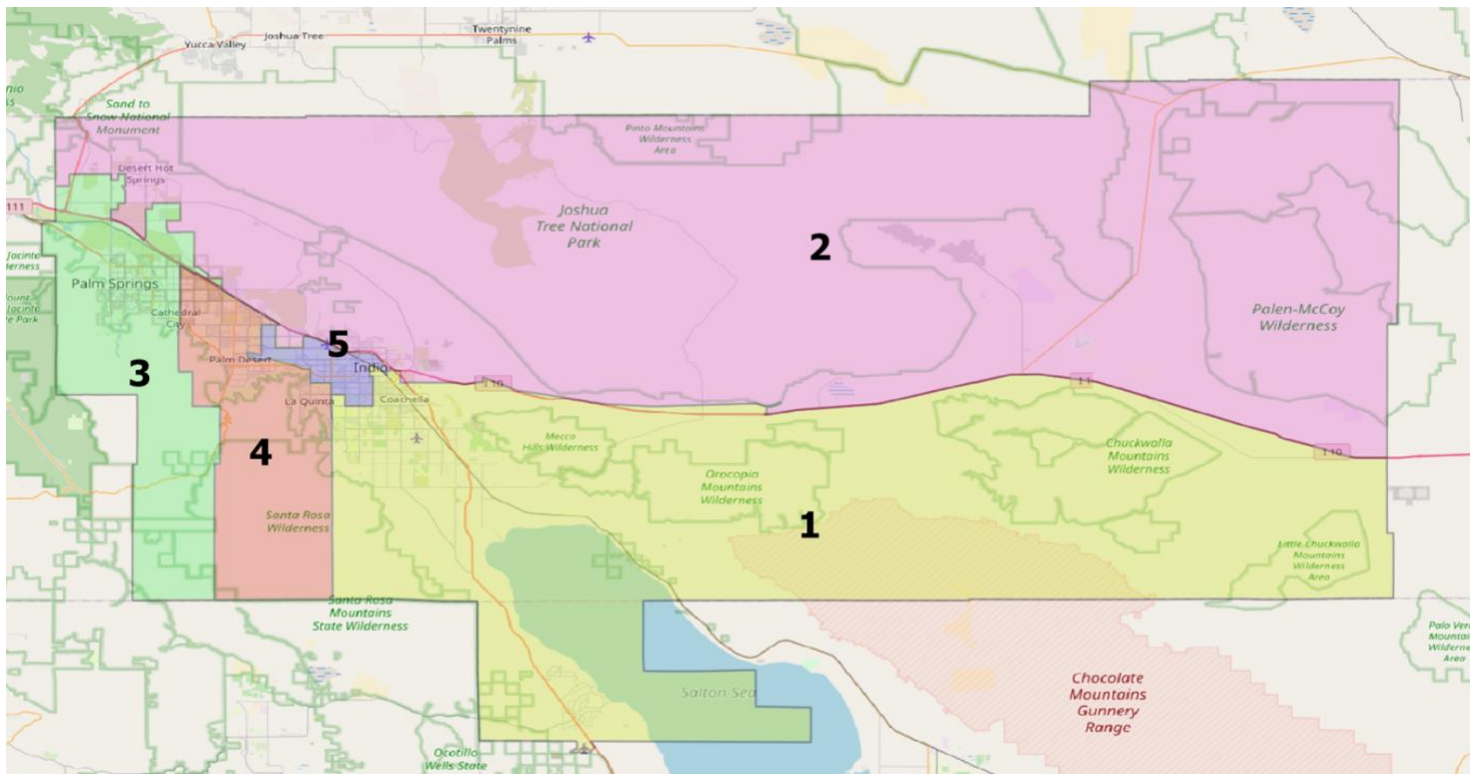 Twentynine
Palms
Joshua Tree
Yucca Valley
Sand to
Snow National
Monument
Pinto Mountains
Wilderness
Area
Desert Hot
Springs
111
Joshua
Tree National
Park
2
Palm Springs
Cathedral
City
Palen-McCoy
Wilderness
5
3
Palm Desert
Indio
I 10
La Quinta
Coachella
Mecca
Hills Wilderness
Chuckwalla
Mountains
Wilderness
I 10
4
Orocopia
Mountains
Wilderness
Santa Rosa
Wilderness
1
Little Chuckwalla
Mountains
Wilderness
Area
Santa Rosa
Mountains
State Wilderness
Salton Sea
Chocolate
Mountains
Gunnery
Range
Ocotillo
Wells State